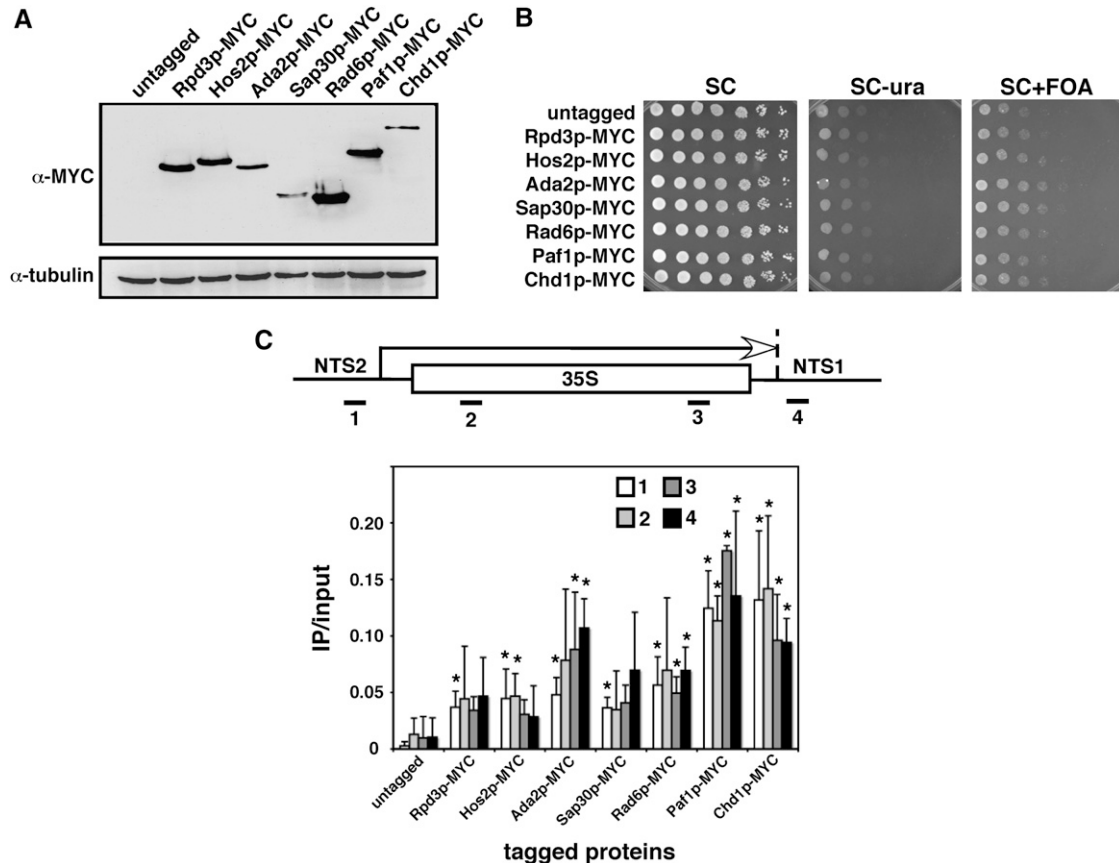 A
untagged
Rpd3p-MYC
Hos2p-MYC
Ada2p-MYC
Sap30p-MYC
Rad6p-MYC
Paf1p-MYC
Chd1p-MYC
α-MYC
α-tubulin
B
SC SC-ura SC+FOA
untagged
Rpd3p-MYC
Hos2p-MYC
Ada2p-MYC
Sap30p-MYC
Rad6p-MYC
Paf1p-MYC
Chd1p-MYC
C
NTS2 35S NTS1
1 2 3 4
IP/input
0.20
0.15
0.10
0.05
0
1 3
2 4
* * * * * * * * * * * * * * * * * *
untagged
Rpd3p-MYC
Hos2p-MYC
Ada2p-MYC
Sap30p-MYC
Rad6p-MYC
Paf1p-MYC
Chd1p-MYC
tagged proteins